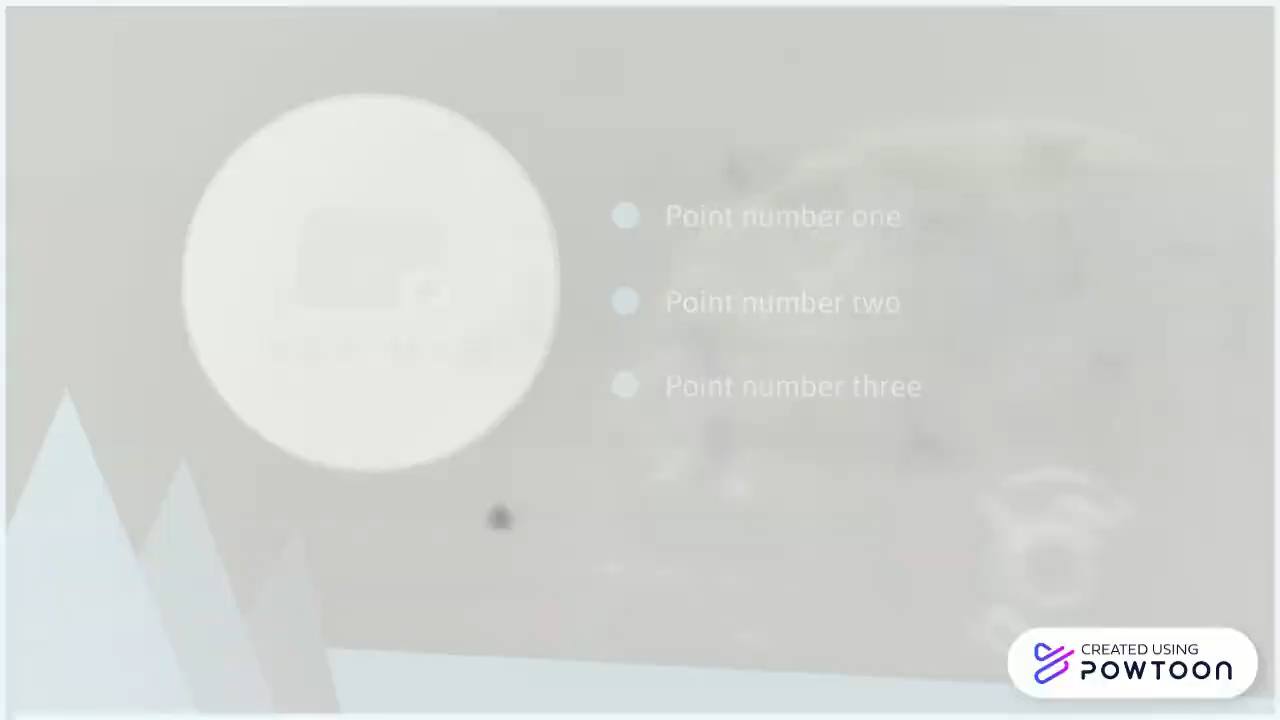 Point number one
Point number two
Point number three
CREATED USING
POWTOON